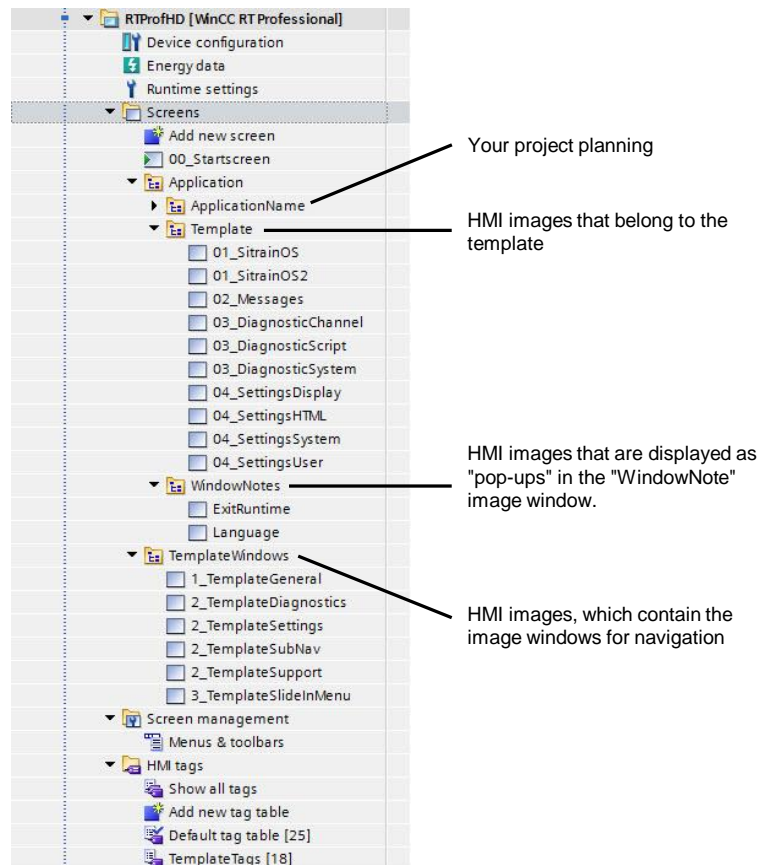 RTProfHD [WinCC RT Professional]
Device configuration
Energy data
Runtime settings
Screens
Add new screen
00_Startscreen
Application
ApplicationName
Template
01_SitrainOS
01_SitrainOS2
02_Messages
03_DiagnosticChannel
03_DiagnosticScript
03_DiagnosticSystem
04_SettingsDisplay
04_SettingsHTML
04_SettingsSystem
04_SettingsUser
WindowNotes
ExitRuntime
Language
TemplateWindows
1_TemplateGeneral
2_TemplateDiagnostics
2_TemplateSettings
2_TemplateSubNav
2_TemplateSupport
3_TemplateSlideInMenu
Screen management
Menus & toolbars
HMI tags
Show all tags
Add new tag table
Default tag table [25]
TemplateTags [18]
Your project planning
HMI images that belong to the
template
HMI images that are displayed as
"pop-ups" in the "WindowNote"
image window.
HMI images, which contain the
image windows for navigation